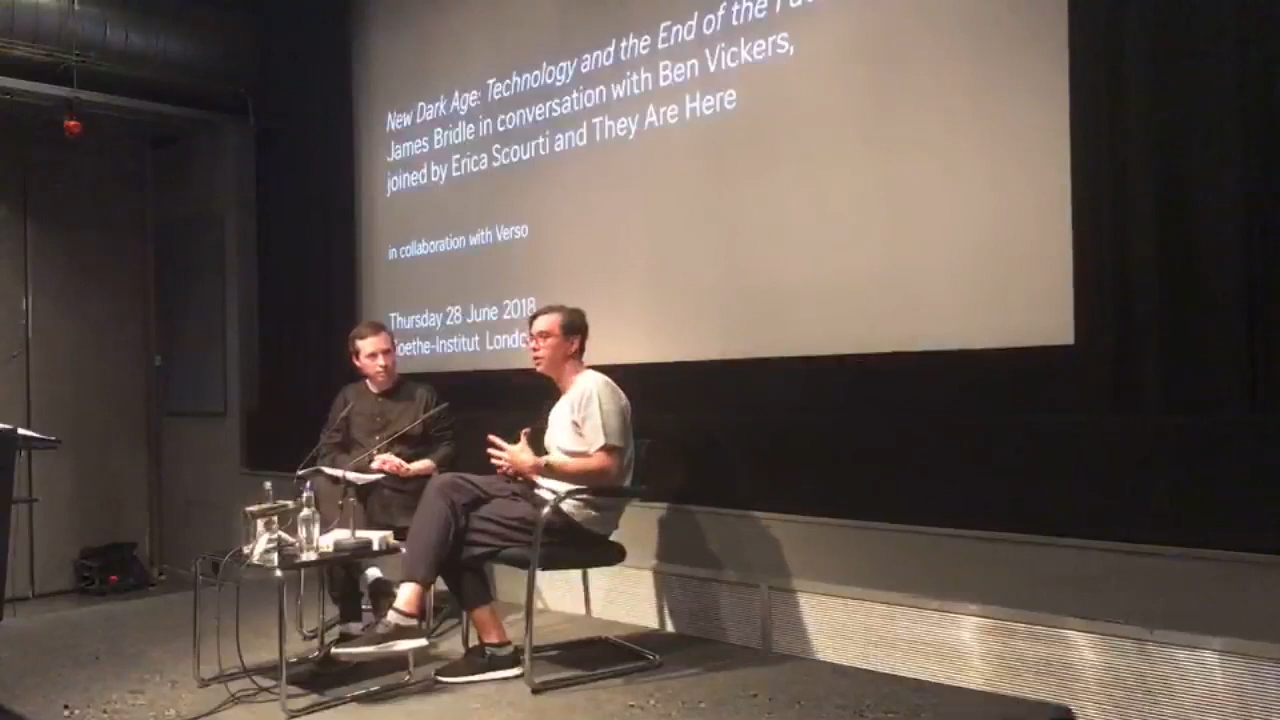 New Dark Age: Technology and the End of the
James Bridle in conversation with Ben Vickers,
joined by Erica Scourti and They Are Here
in collaboration with Verso
Thursday 28 June 2018
Goethe-Institut